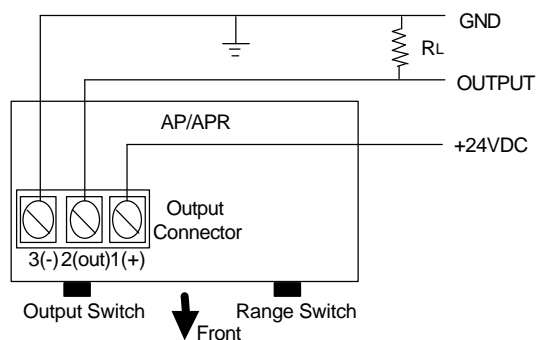 GND
RL
OUTPUT
AP/APR
+24VDC
Output
Connector
3(-) 2(out) 1(+)
Output Switch
Range Switch
Front